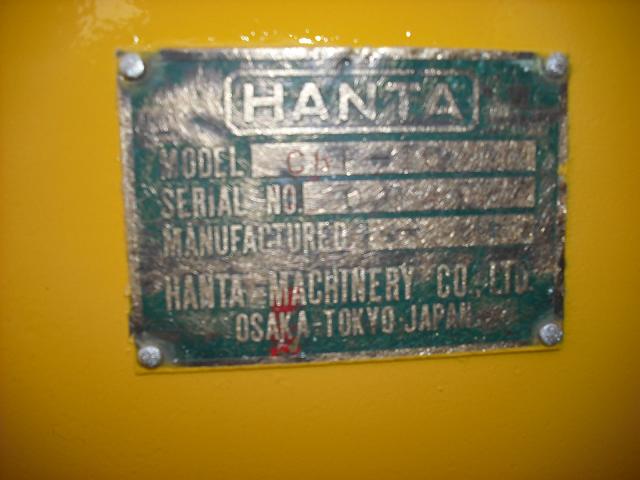 HANTA
MODEL
SERIAL NO.
MANUFACTURED
HANTA MACHINERY CO., LTD.
OSAKA-TOKYO-JAPAN